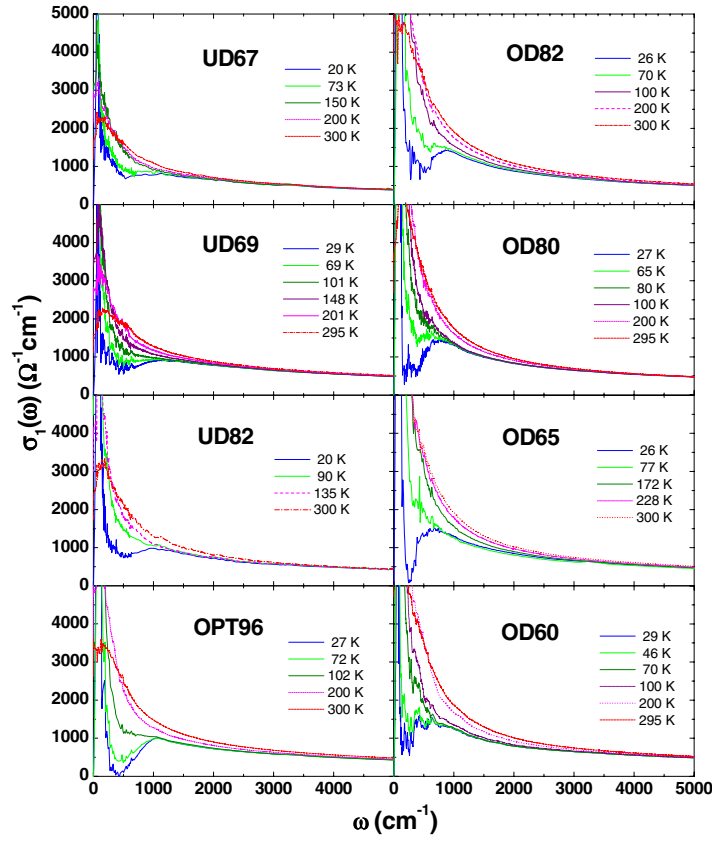 σ₁(ω) (Ω⁻¹cm⁻¹)
5000
4000
3000
2000
1000
0
UD67
20 K
73 K
150 K
200 K
300 K
OD82
26 K
70 K
100 K
200 K
300 K
4000
3000
2000
1000
0
UD69
29 K
69 K
101 K
148 K
201 K
295 K
OD80
27 K
65 K
80 K
100 K
200 K
295 K
4000
3000
2000
1000
0
UD82
20 K
90 K
135 K
300 K
OD65
26 K
77 K
172 K
228 K
300 K
4000
3000
2000
1000
0
OPT96
27 K
72 K
102 K
200 K
300 K
OD60
29 K
46 K
70 K
100 K
200 K
295 K
0 1000 2000 3000 4000 0 1000 2000 3000 4000 5000
ω (cm⁻¹)